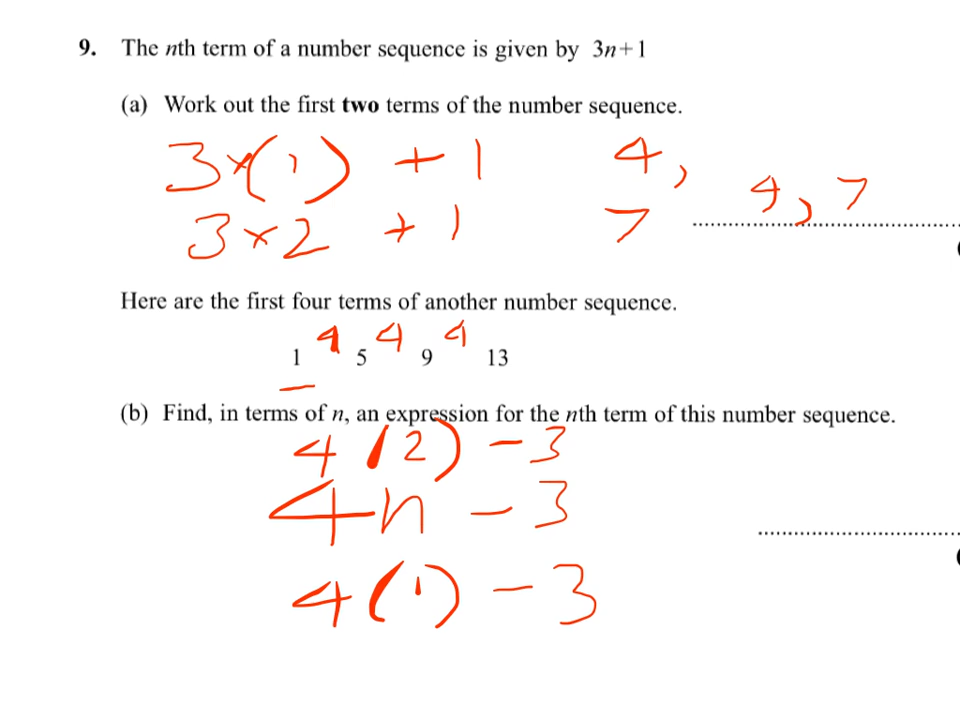 9. The nth term of a number sequence is given by 3n+1
(a) Work out the first two terms of the number sequence.
3×(1) +1 4,
4,7
3×2 +1 7
Here are the first four terms of another number sequence.
4 4 4
1 5 9 13
(b) Find, in terms of n, an expression for the nth term of this number sequence.
4(2) -3
4n -3
4(1) -3